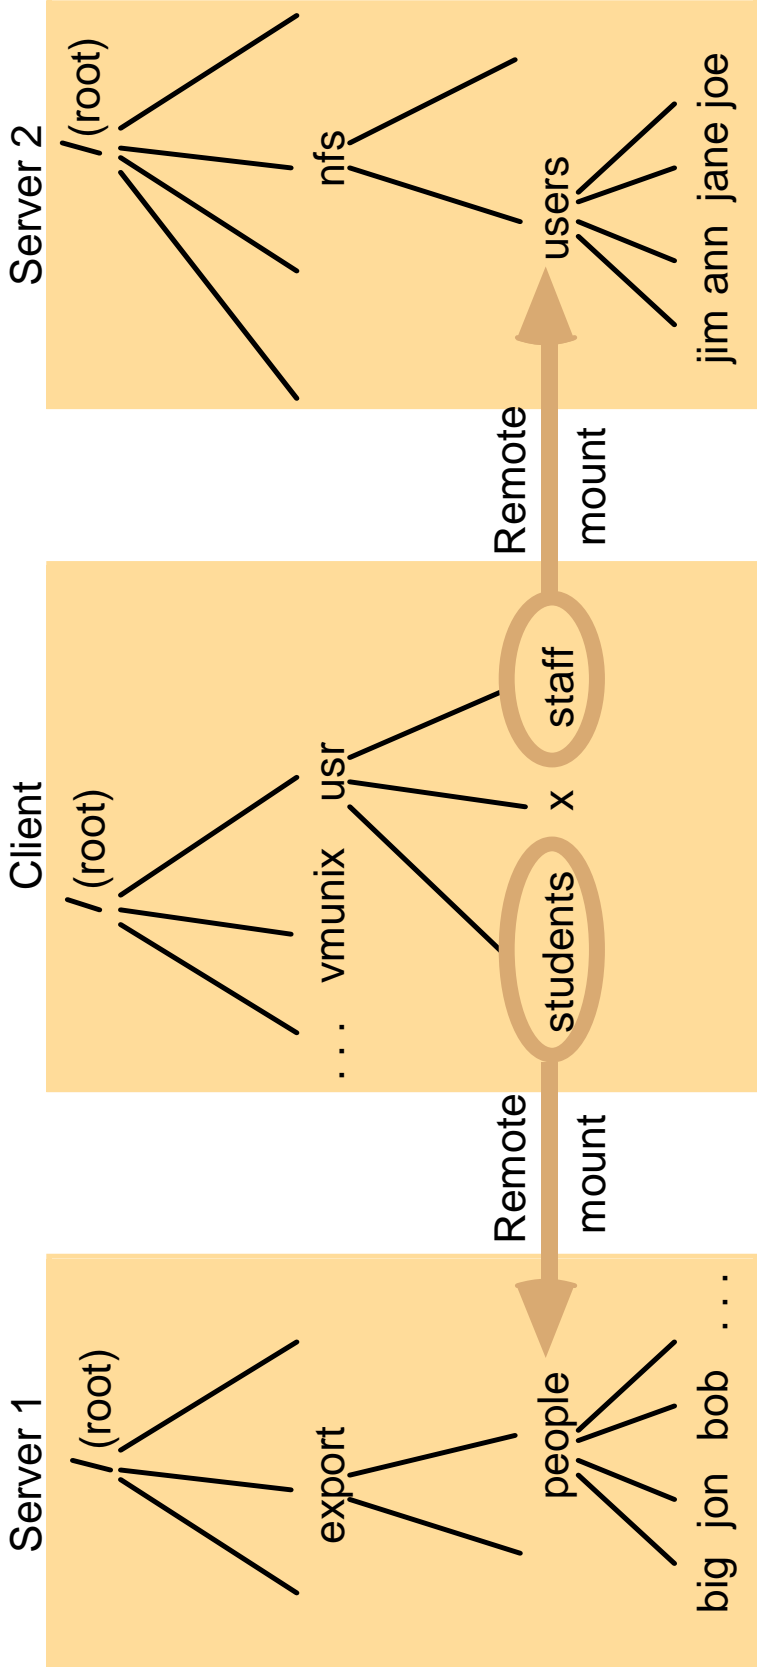 Server 1
Client
Server 2
/ (root)
/ (root)
/ (root)
export
. . . vmunix usr
nfs
Remote
Remote
people
students x staff
users
mount
mount
big jon bob . . .
jim ann jane joe